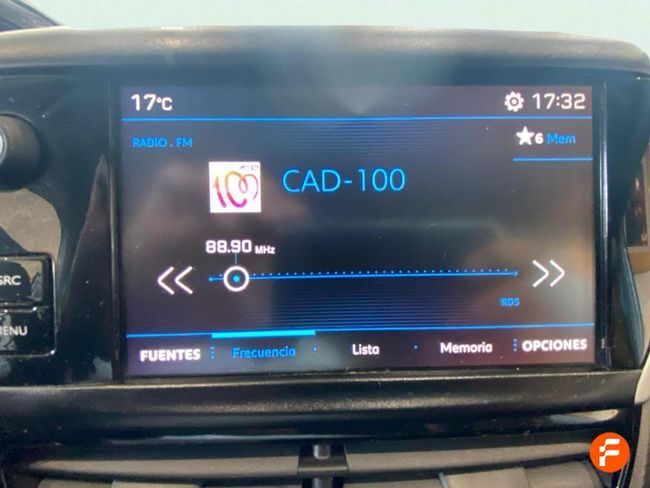 17°C
17:32
RADIO . FM
6 Mem
100
CAD-100
88.90 MHz
SRC
RDS
MENU
FUENTES
Frecuencia
Lista
Memoria
OPCIONES